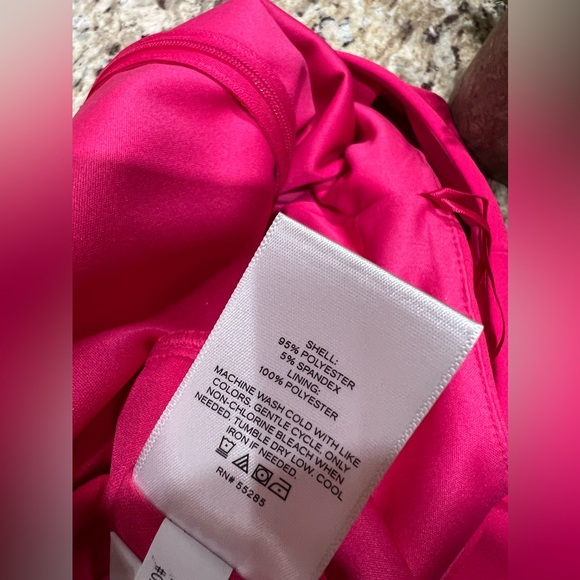 SHELL:
95% POLYESTER
5% SPANDEX
LINING:
100% POLYESTER
MACHINE WASH COLD WITH LIKE
COLORS. GENTLE CYCLE. ONLY
NON-CHLORINE BLEACH WHEN
NEEDED. TUMBLE DRY LOW. COOL
IRON IF NEEDED.
RN# 55285